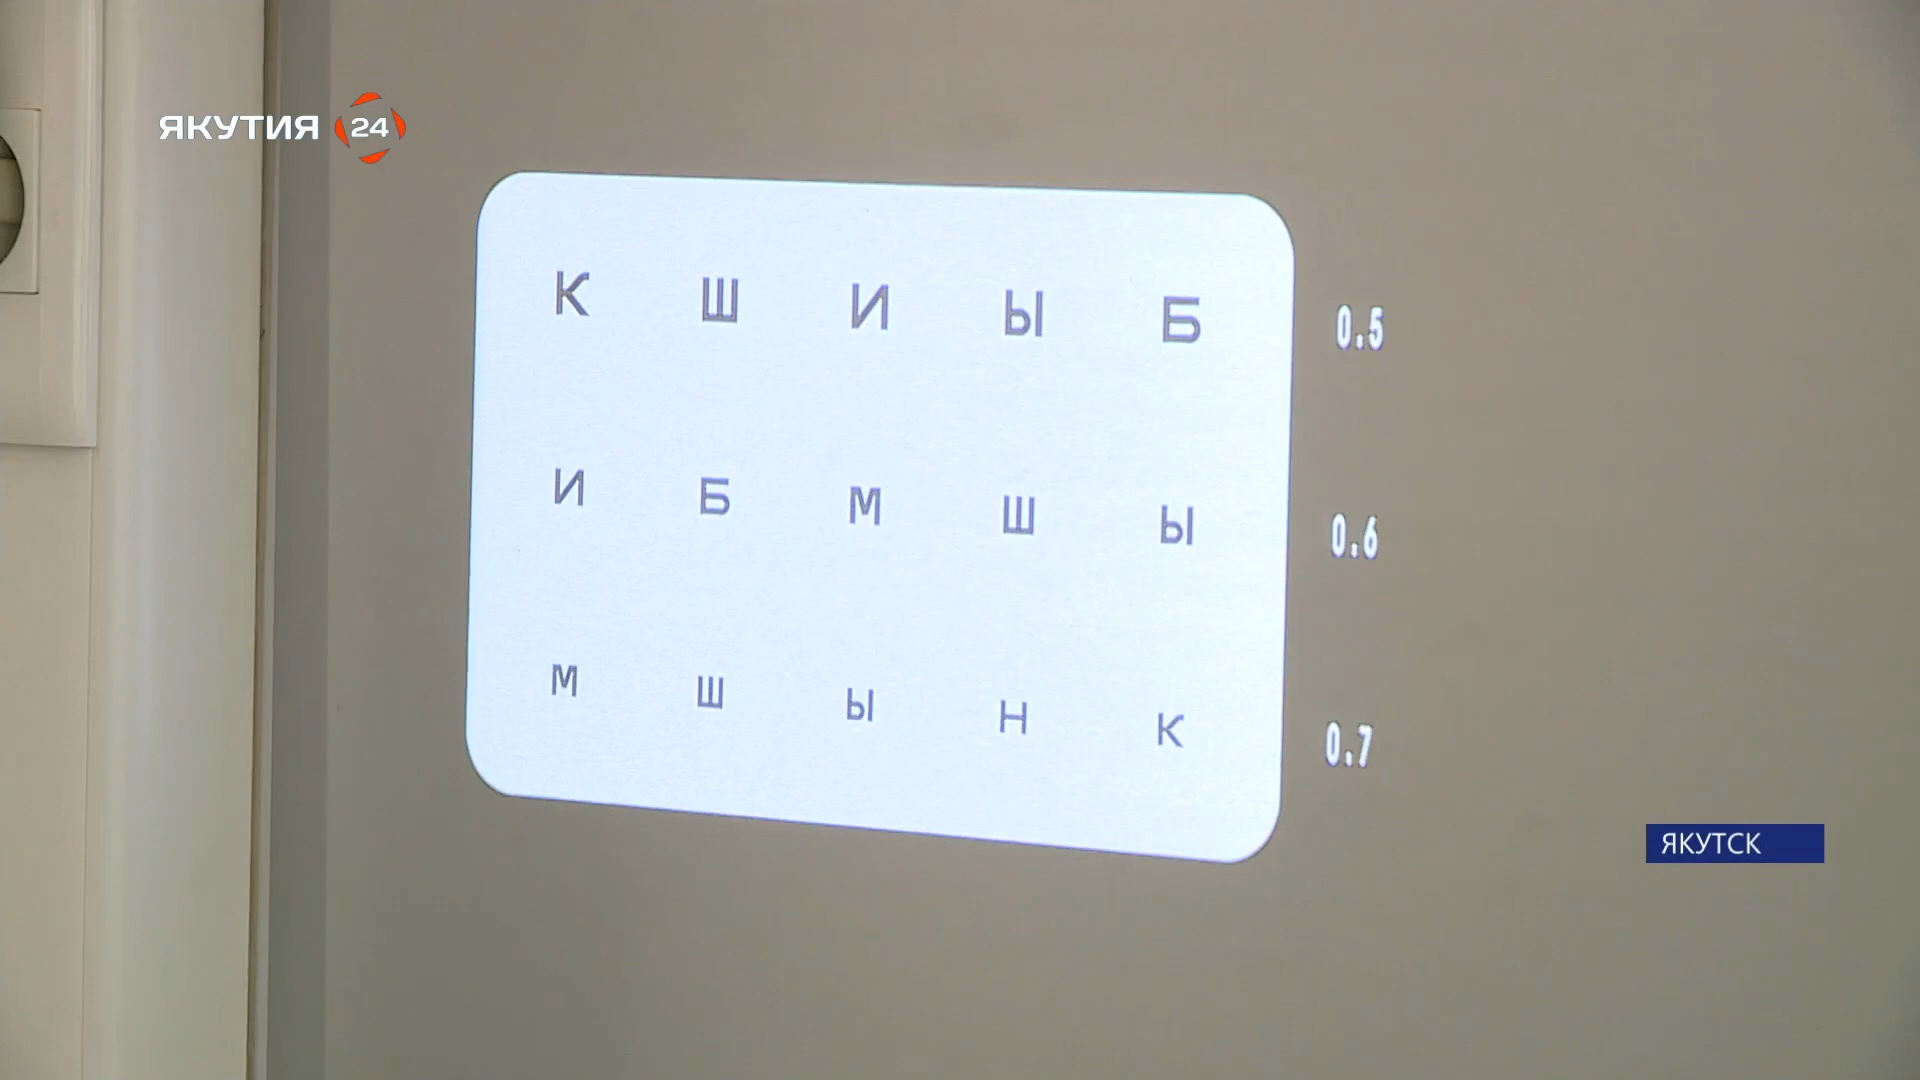 ЯКУТИЯ 24
К Ш И Ы Б 0.5
И Б М Ш Ы 0.6
М Ш Ы Н К 0.7
ЯКУТСК